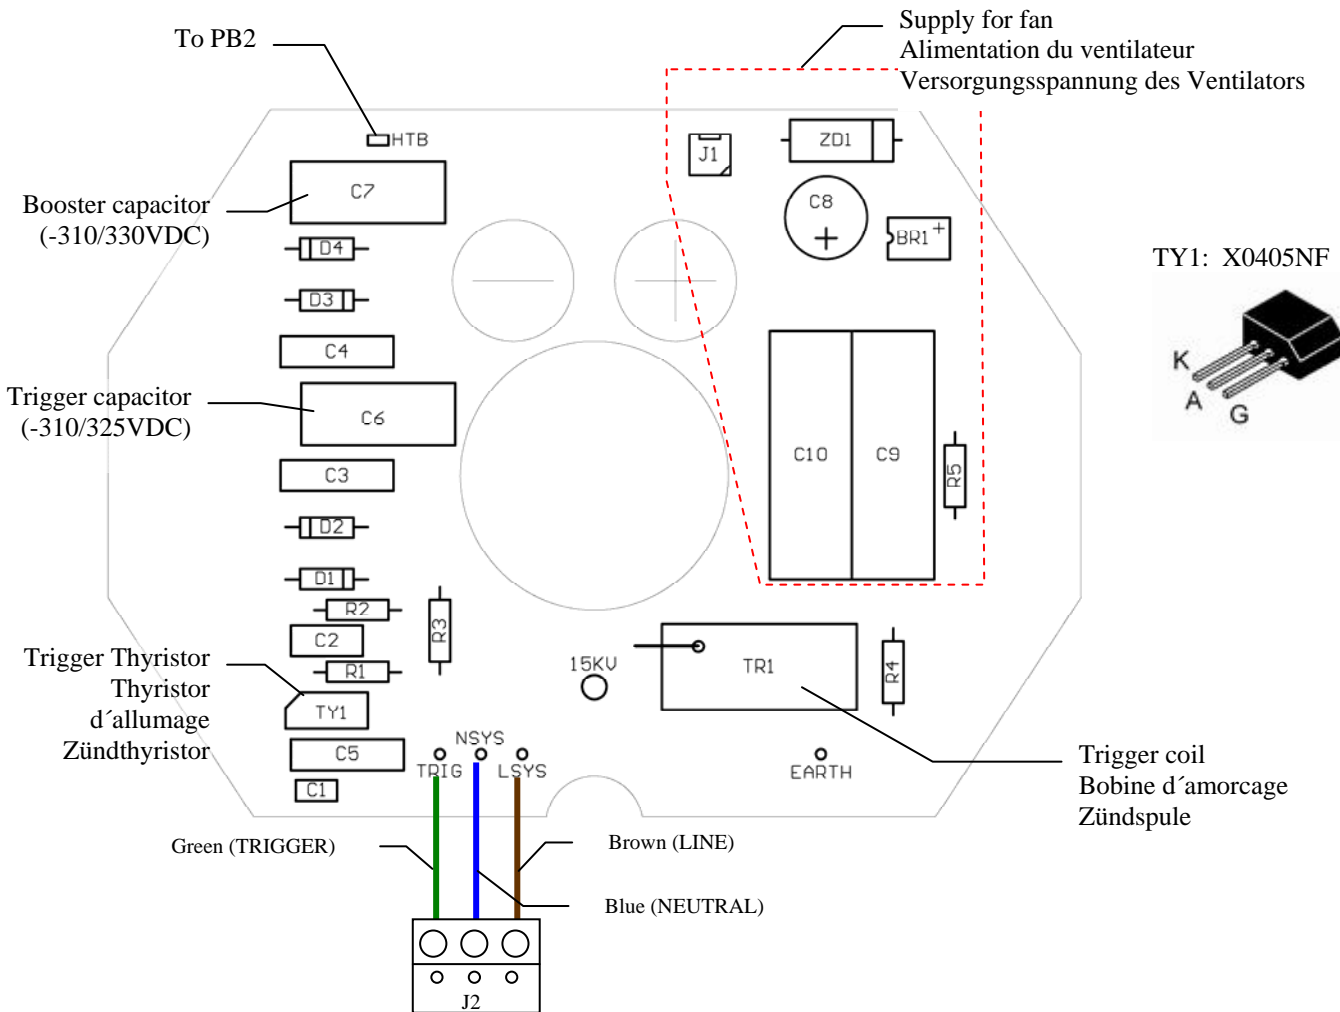 Supply for fan
Alimentation du ventilateur
Versorgungsspannung des Ventilators
To PB2
HTB
J1
ZD1
C7
C8
BR1
+
Booster capacitor
(-310/330VDC)
D4
TY1: X0405NF
D3
C4
K
A
G
Trigger capacitor
(-310/325VDC)
C6
C10
C9
R5
C3
D2
D1
R2
R3
C2
Trigger Thyristor
Thyristor
d´allumage
Zündthyristor
R1
15KV
TR1
R4
TY1
NSYS
C5
TRIG
LSYS
EARTH
C1
Trigger coil
Bobine d´amorcage
Zündspule
Green (TRIGGER)
Brown (LINE)
Blue (NEUTRAL)
J2